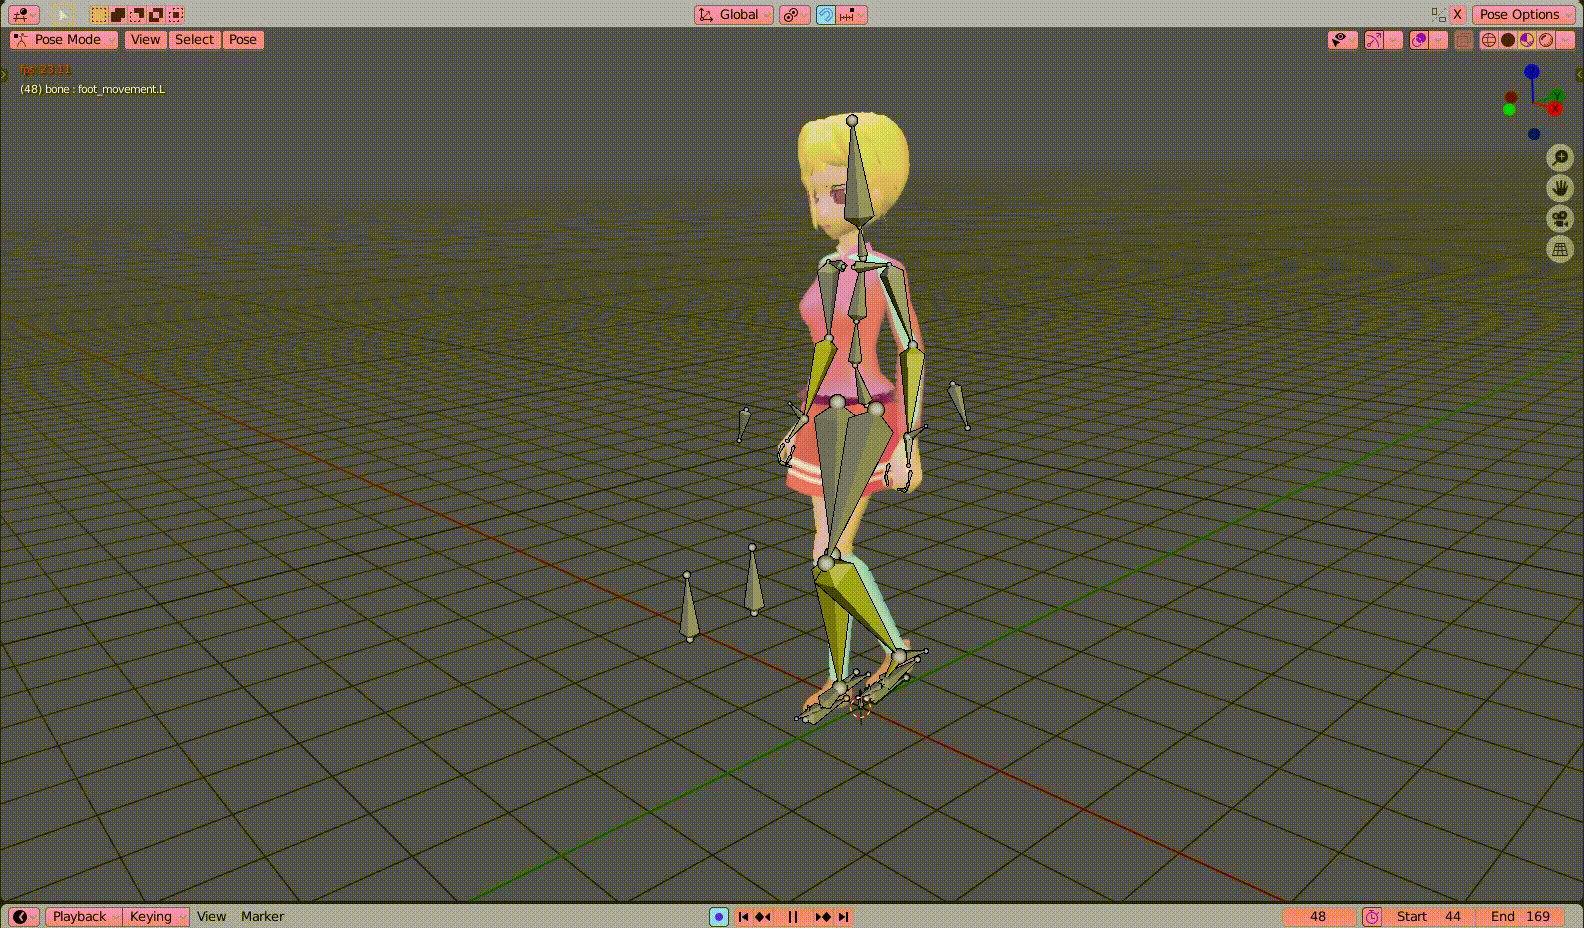 Global X Pose Options
Pose Mode View Select Pose
fps: 23.11
(48) bone : foot_movement.L
Z
Y
X
Playback Keying View Marker 48 Start 44 End 169